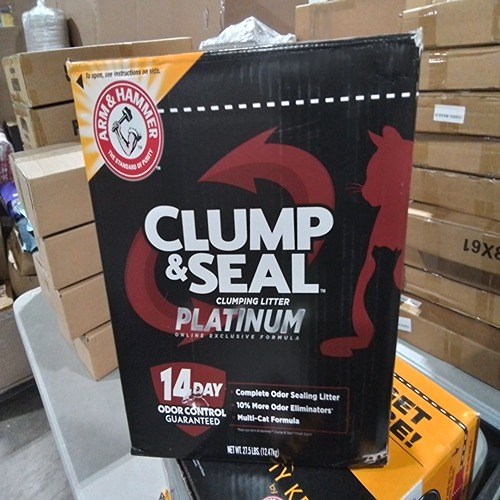 To open, see instructions on ends.
ARM & HAMMER
THE STANDARD OF PURITY
CLUMP
& SEAL
TM
CLUMPING LITTER
PLATINUM
ONLINE EXCLUSIVE FORMULA
14 DAY
ODOR CONTROL
GUARANTEED
Complete Odor Sealing Litter
10% More Odor Eliminators*
Multi-Cat Formula
NET WT. 27.5 LBS. (12.47kg)